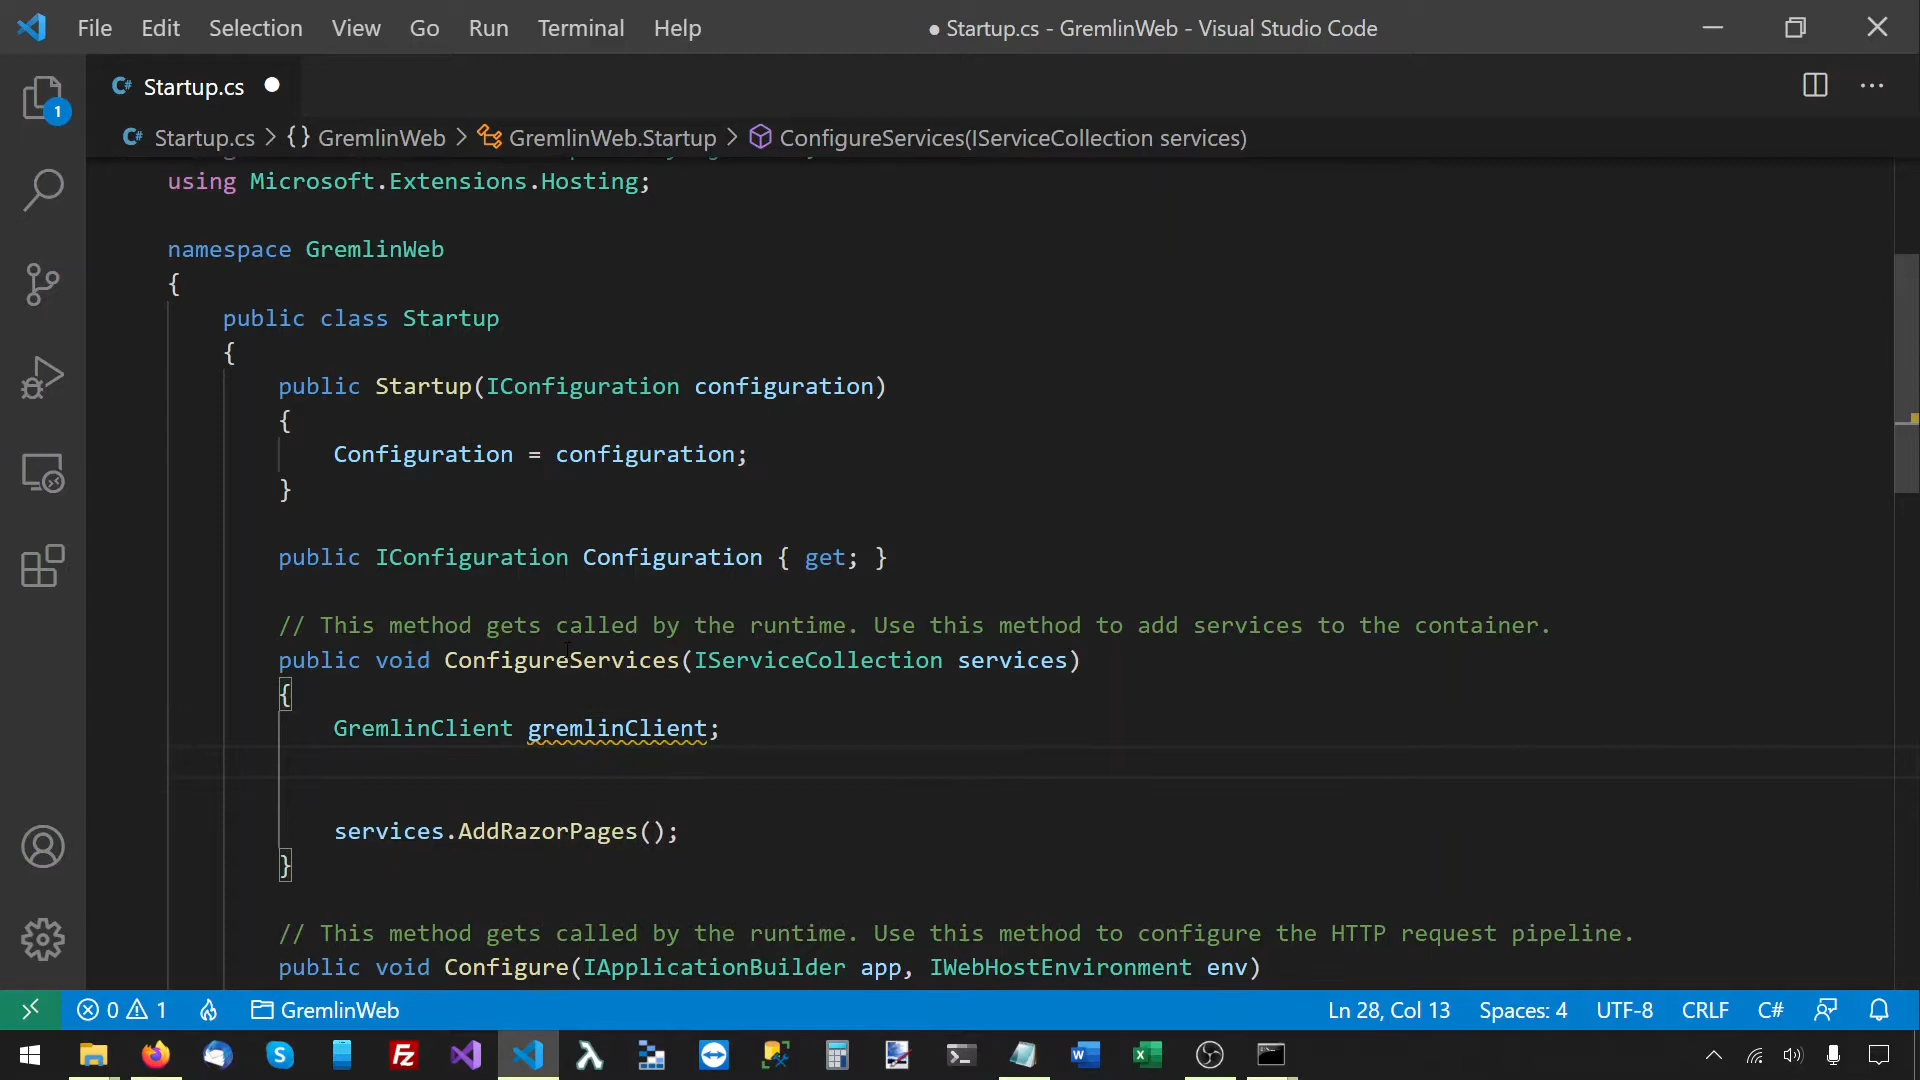 File Edit Selection View Go Run Terminal Help ● Startup.cs - GremlinWeb - Visual Studio Code
C# Startup.cs ●
1
C# Startup.cs > {} GremlinWeb > GremlinWeb.Startup > ConfigureServices(IServiceCollection services)
using Microsoft.Extensions.Hosting;
namespace GremlinWeb
{
public class Startup
{
public Startup(IConfiguration configuration)
{
Configuration = configuration;
}
public IConfiguration Configuration { get; }
// This method gets called by the runtime. Use this method to add services to the container.
public void ConfigureServices(IServiceCollection services)
{
GremlinClient gremlinClient;
services.AddRazorPages();
}
// This method gets called by the runtime. Use this method to configure the HTTP request pipeline.
public void Configure(IApplicationBuilder app, IWebHostEnvironment env)
0 1 GremlinWeb Ln 28, Col 13 Spaces: 4 UTF-8 CRLF C#